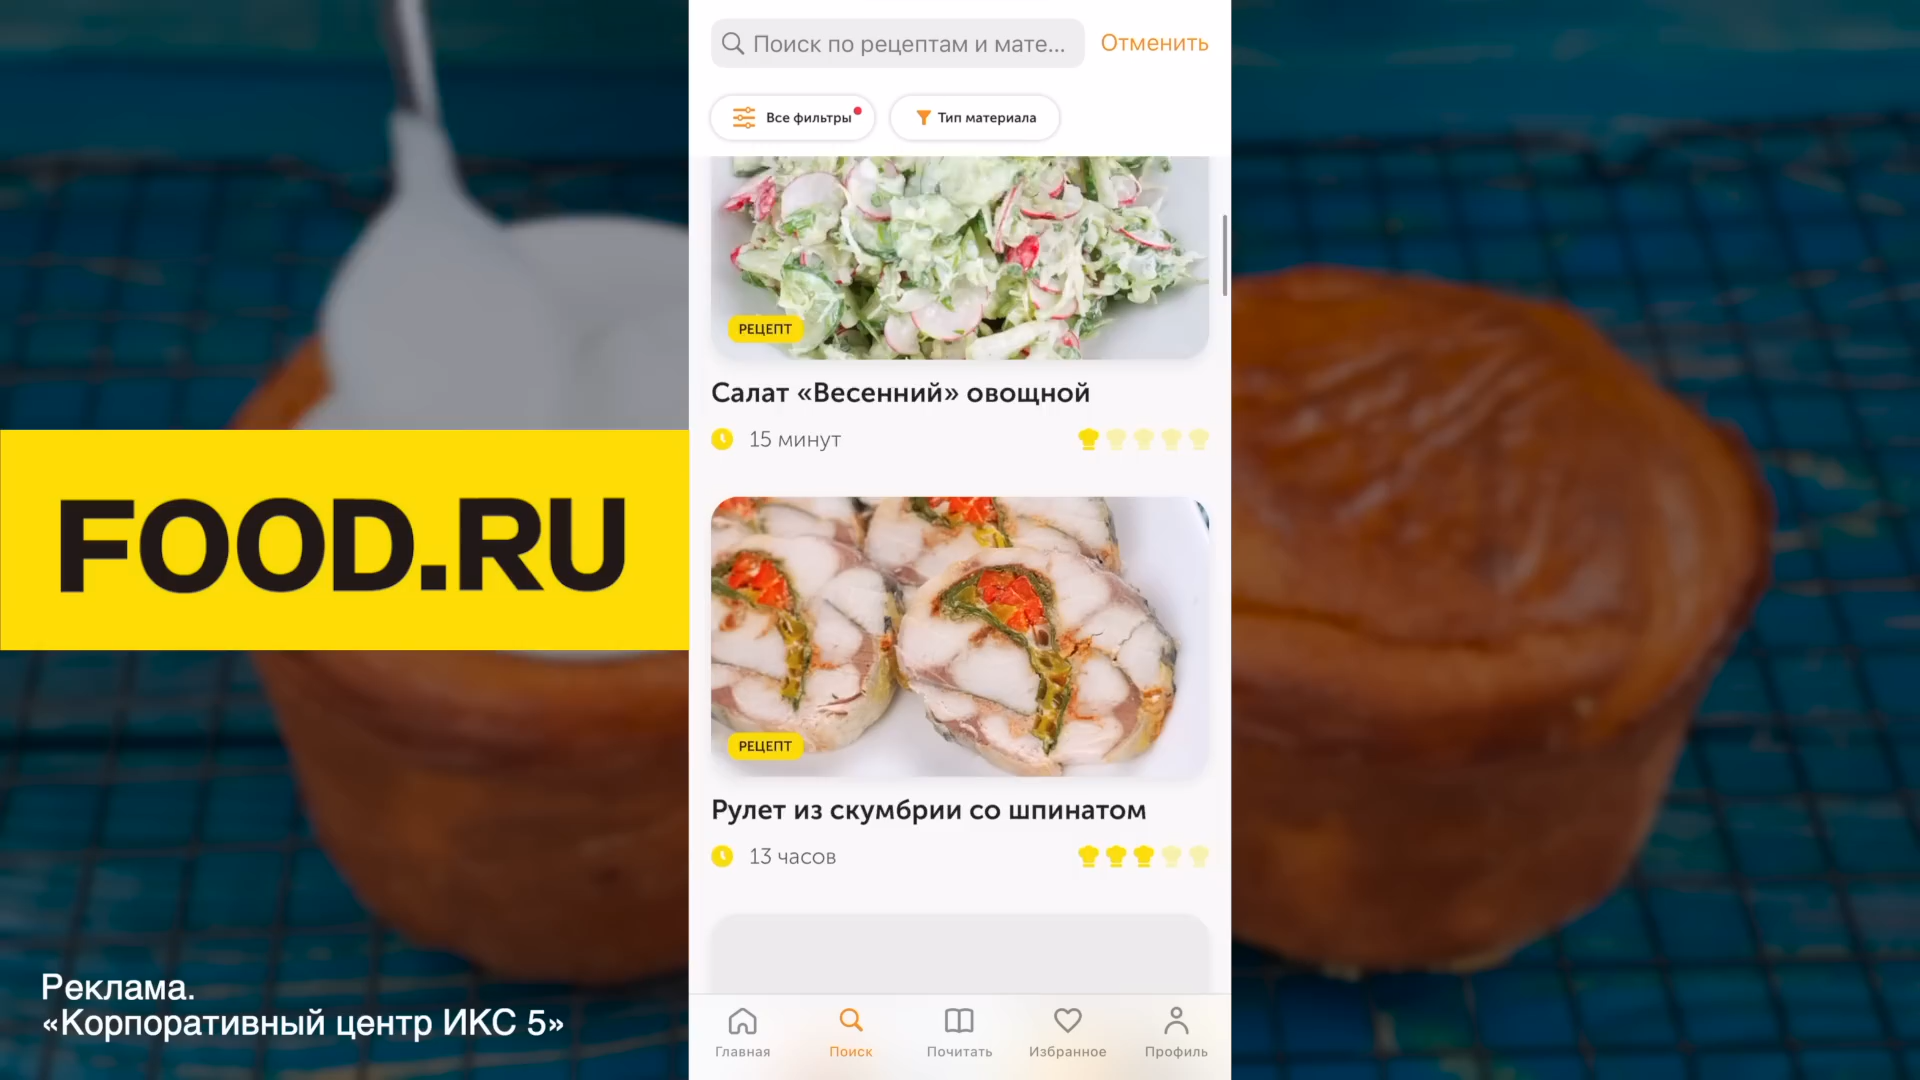 Поиск по рецептам и мате...
Отменить
Все фильтры
Тип материала
РЕЦЕПТ
Салат «Весенний» овощной
15 минут
FOOD.RU
РЕЦЕПТ
Рулет из скумбрии со шпинатом
13 часов
Реклама.
«Корпоративный центр ИКС 5»
Главная
Поиск
Почитать
Избранное
Профиль